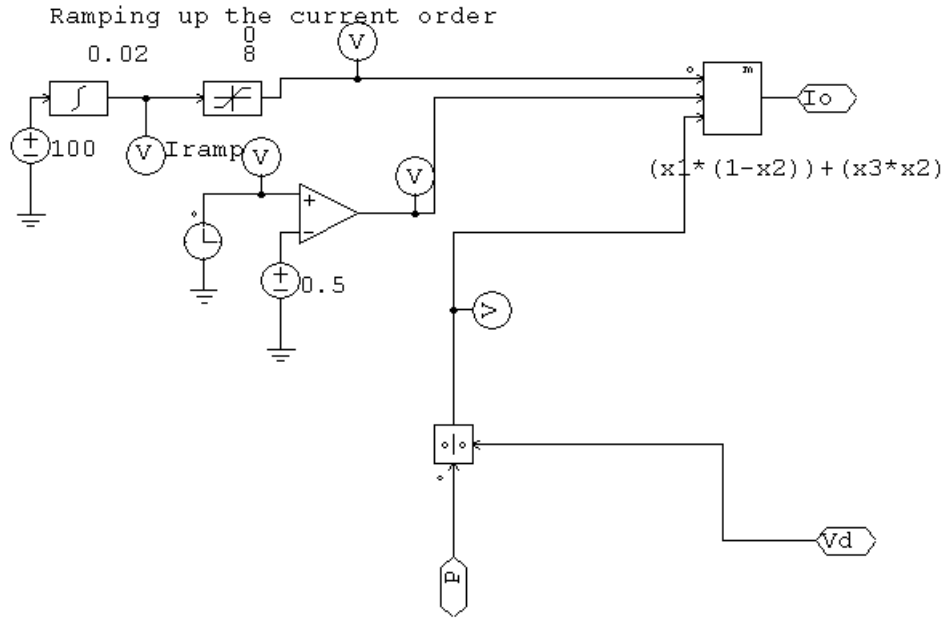 Ramping up the current order
0
0.02
8
V
m
Io
100
V
Iramp
V
V
(x1*(1-x2))+(x3*x2)
0.5
V
Vd
P